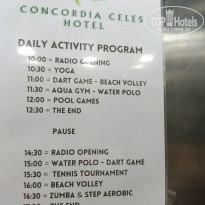 CONCORDIA CELES
HOTEL
TopHotels
DAILY ACTIVITY PROGRAM
10:00 = RADIO OPENING
10:30 = YOGA
11:00 = DART GAME - BEACH VOLLEY
11:30 = AQUA GYM - WATER POLO
12:00 = POOL GAMES
12:30 = THE END
PAUSE
14:30 = RADIO OPENING
15:00 = WATER POLO - DART GAME
15:30 = TENNIS TOURNAMENT
16:00 = BEACH VOLLEY
16:30 = ZUMBA & STEP AEROBIC
= THE END